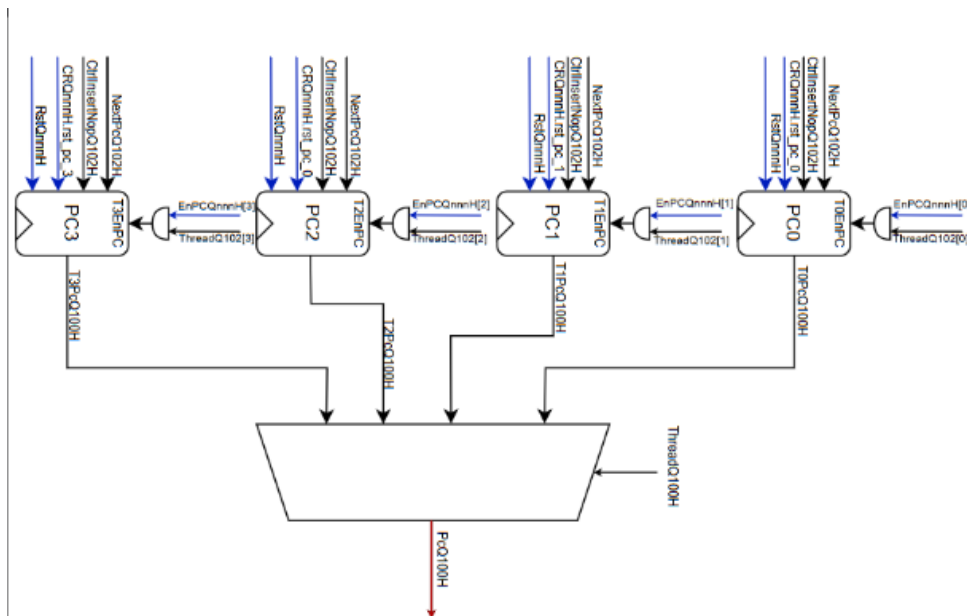 NextPcQ102H
CtrlInsertNopQ102H
CRQnnnH.rst_pc_3
RstQnnnH
NextPcQ102H
CtrlInsertNopQ102H
CRQnnnH.rst_pc_0
RstQnnnH
NextPcQ102H
CtrlInsertNopQ102H
CRQnnnH.rst_pc_1
RstQnnnH
NextPcQ102H
CtrlInsertNopQ102H
CRQnnnH.rst_pc_0
RstQnnnH
T3EnPC
PC3
EnPCQnnnH[3]
ThreadQ102[3]
T2EnPC
PC2
EnPCQnnnH[2]
ThreadQ102[2]
T1EnPC
PC1
EnPCQnnnH[1]
ThreadQ102[1]
T0EnPC
PC0
EnPCQnnnH[0
ThreadQ102[0]
T3PcQ100H
T2PcQ100H
T1PcQ100H
T0PcQ100H
ThreadQ100H
PcQ100H